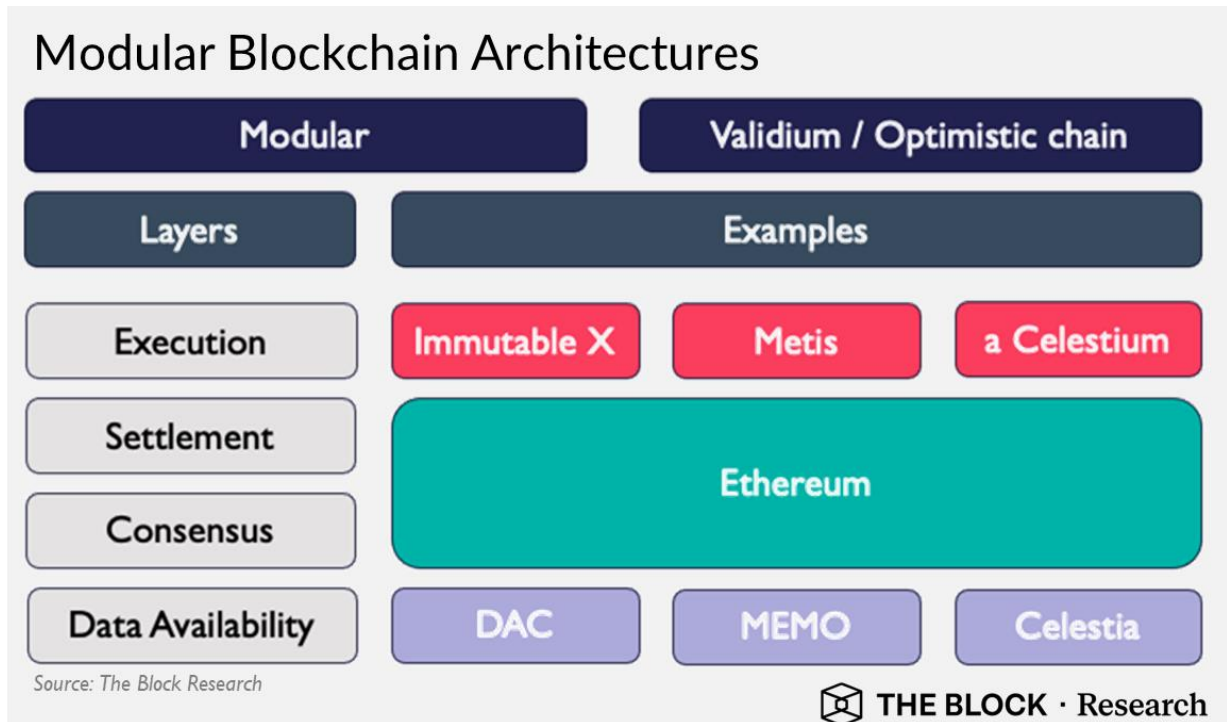 Modular Blockchain Architectures
Modular
Validium / Optimistic chain
Layers
Examples
Execution
Immutable X
Metis
a Celestium
Settlement
Ethereum
Consensus
Data Availability
DAC
MEMO
Celestia
Source: The Block Research
THE BLOCK · Research